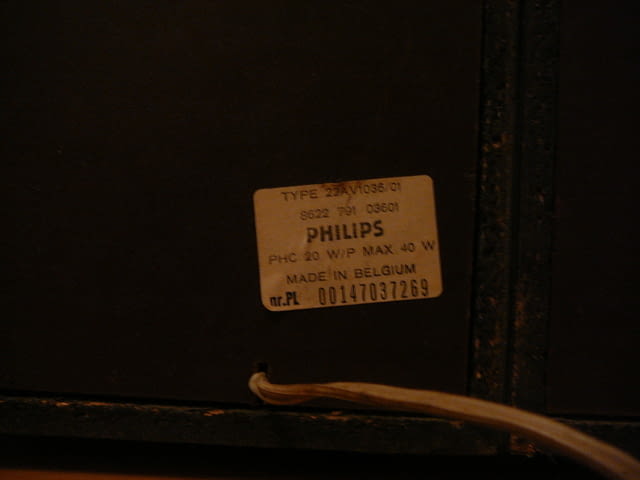 TYPE 22AV1036/01
8622 791 03601
PHILIPS
PHC 20 W/P MAX. 40 W
MADE IN BELGIUM
nr.PL 00147037269